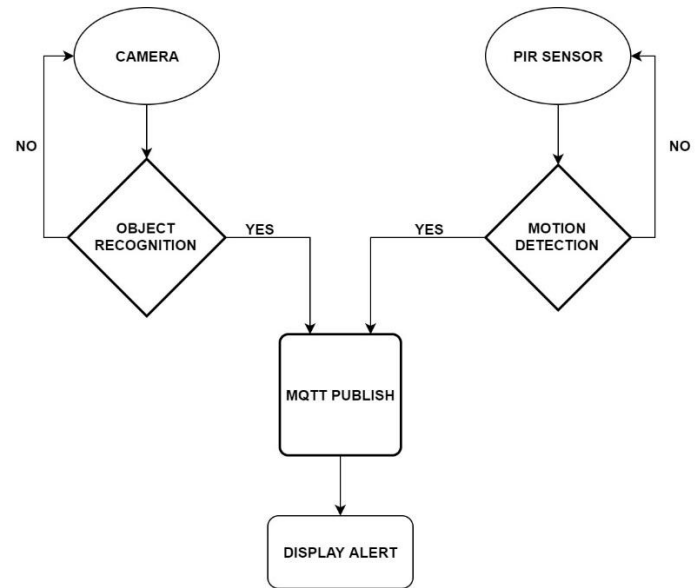 CAMERA
PIR SENSOR
NO
NO
OBJECT
RECOGNITION
YES
YES
MOTION
DETECTION
MQTT PUBLISH
DISPLAY ALERT